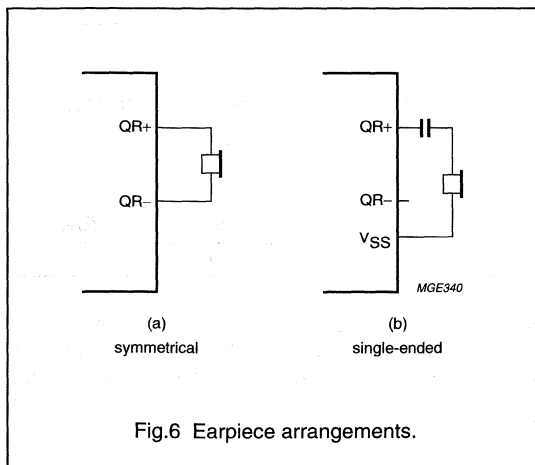 QR+
QR−
(a)
symmetrical
QR+
QR−
VSS
MGE340
(b)
single-ended
Fig.6 Earpiece arrangements.